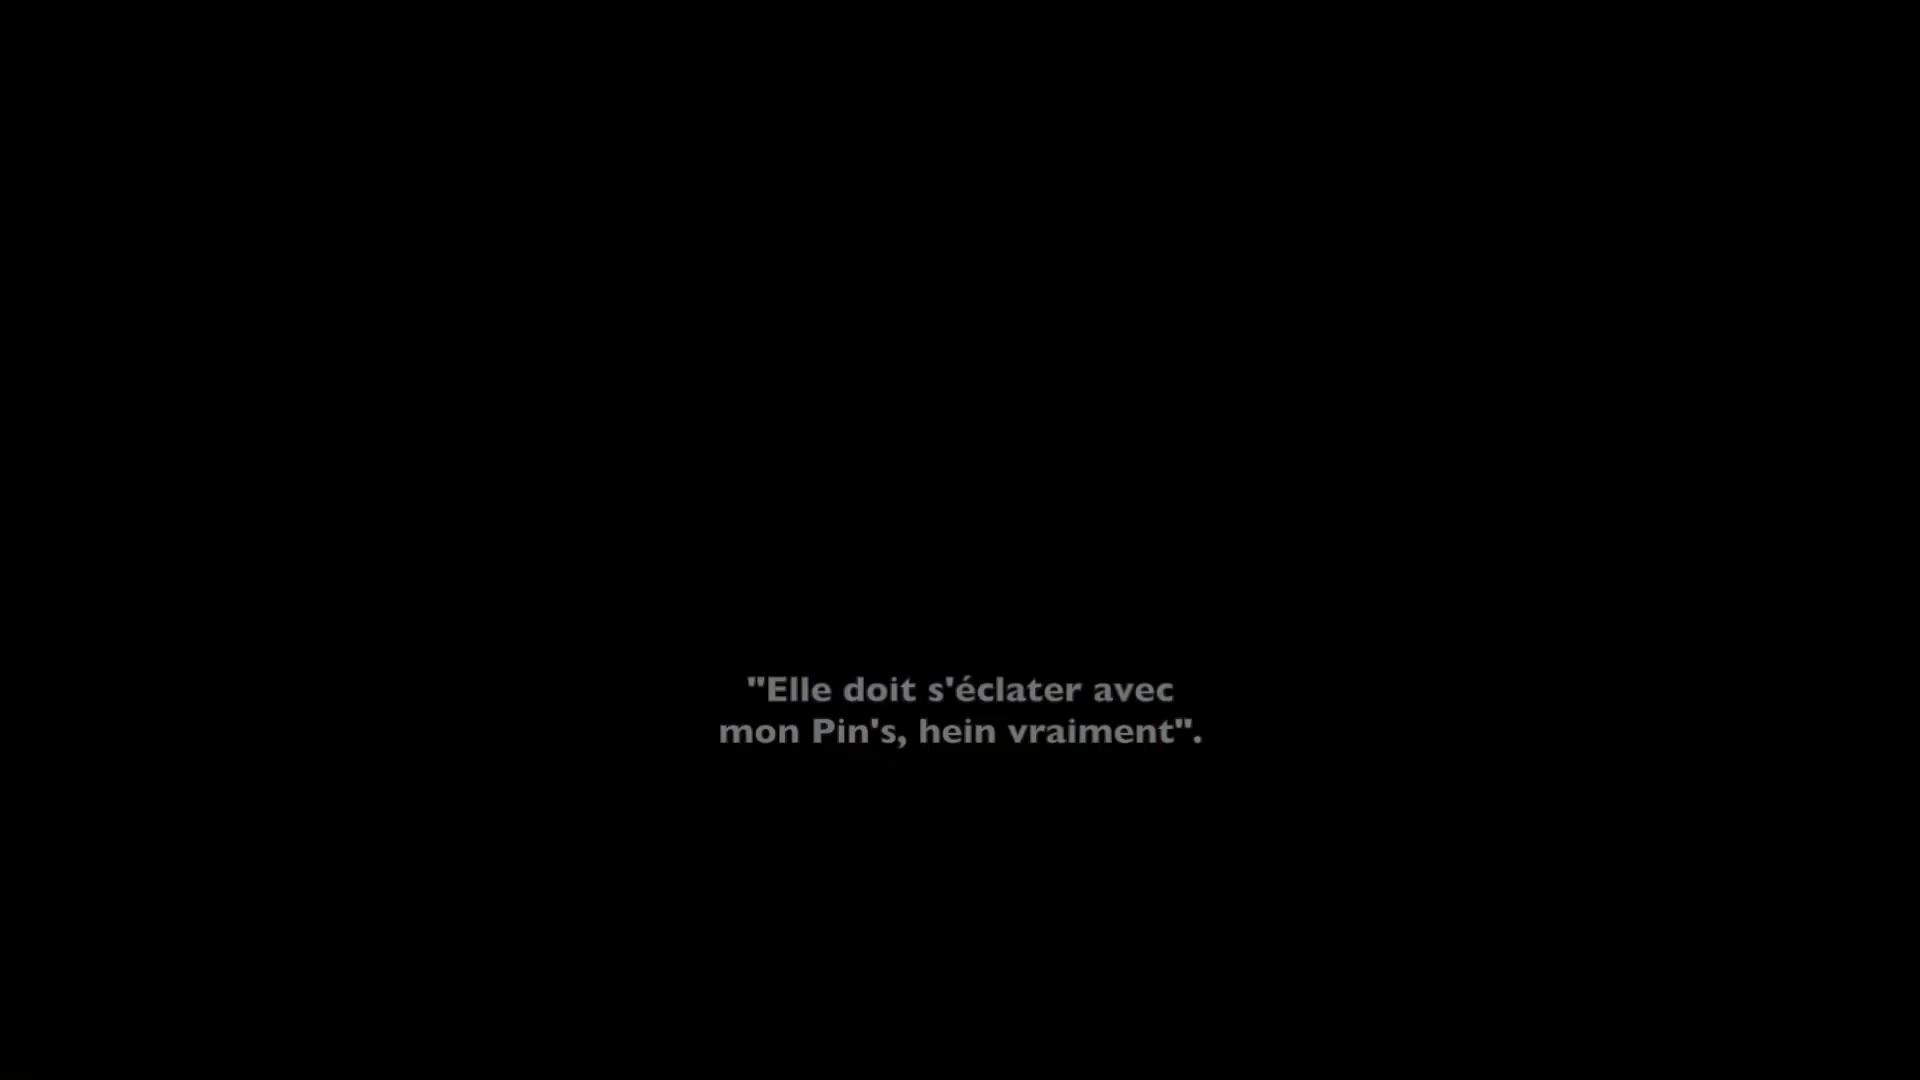 "Elle doit s'éclater avec
mon Pin's, hein vraiment".